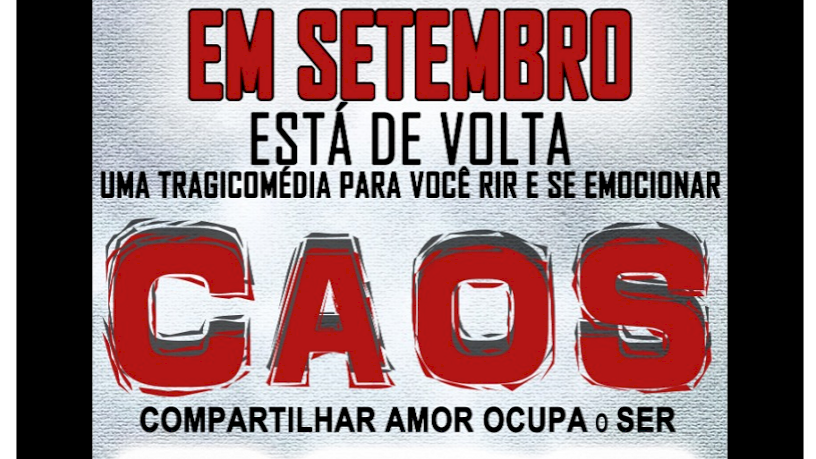 EM SETEMBRO
ESTÁ DE VOLTA
UMA TRAGICOMÉDIA PARA VOCÊ RIR E SE EMOCIONAR
CAOS
COMPARTILHAR AMOR OCUPA o SER